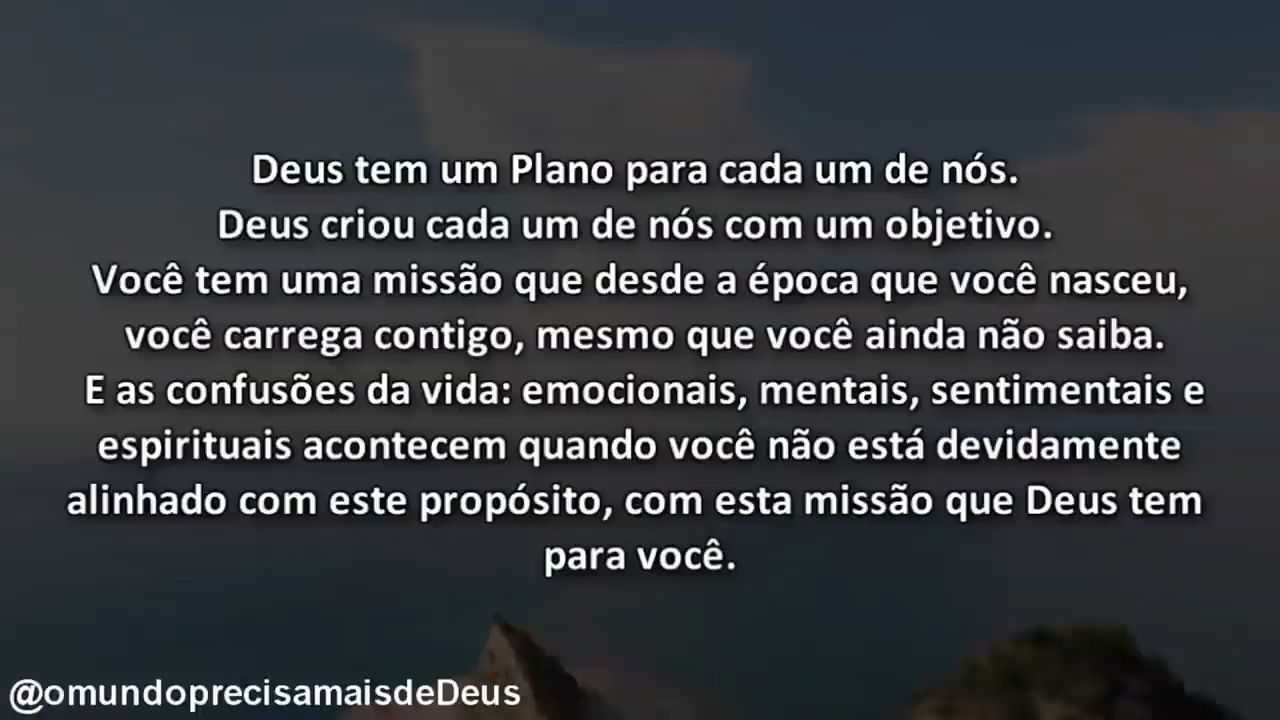 Deus tem um Plano para cada um de nós.
Deus criou cada um de nós com um objetivo.
Você tem uma missão que desde a época que você nasceu,
você carrega contigo, mesmo que você ainda não saiba.
E as confusões da vida: emocionais, mentais, sentimentais e
espirituais acontecem quando você não está devidamente
alinhado com este propósito, com esta missão que Deus tem
para você.
@omundoprecisamaisdeDeus